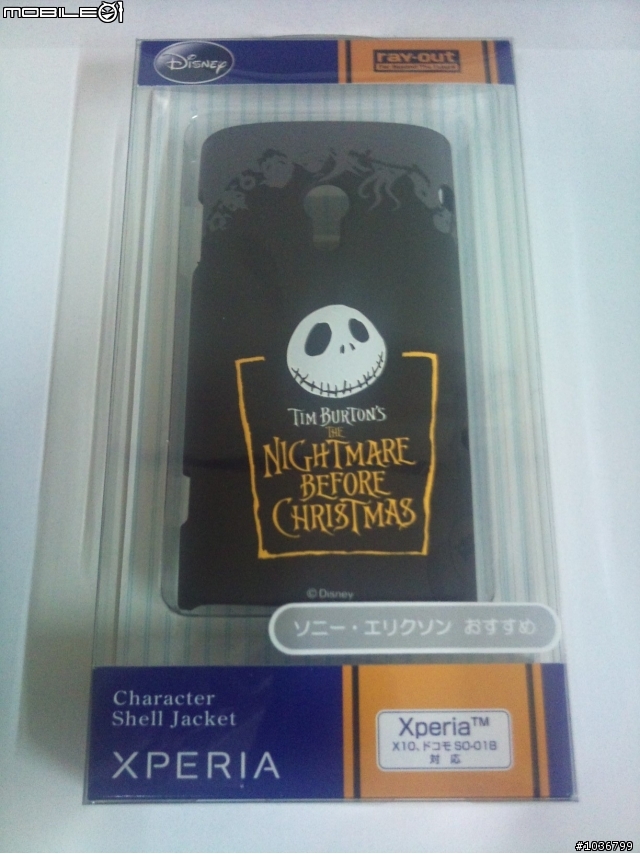 MOBILE01
Disney
ray-out
TIM BURTON'S
THE
NIGHTMARE
BEFORE
CHRISTMAS
©Disney
ソニー・エリクソン おすすめ
Character
Shell Jacket
XPERIA
Xperia™
X10、ドコモ SO-01B
対応
#1036799